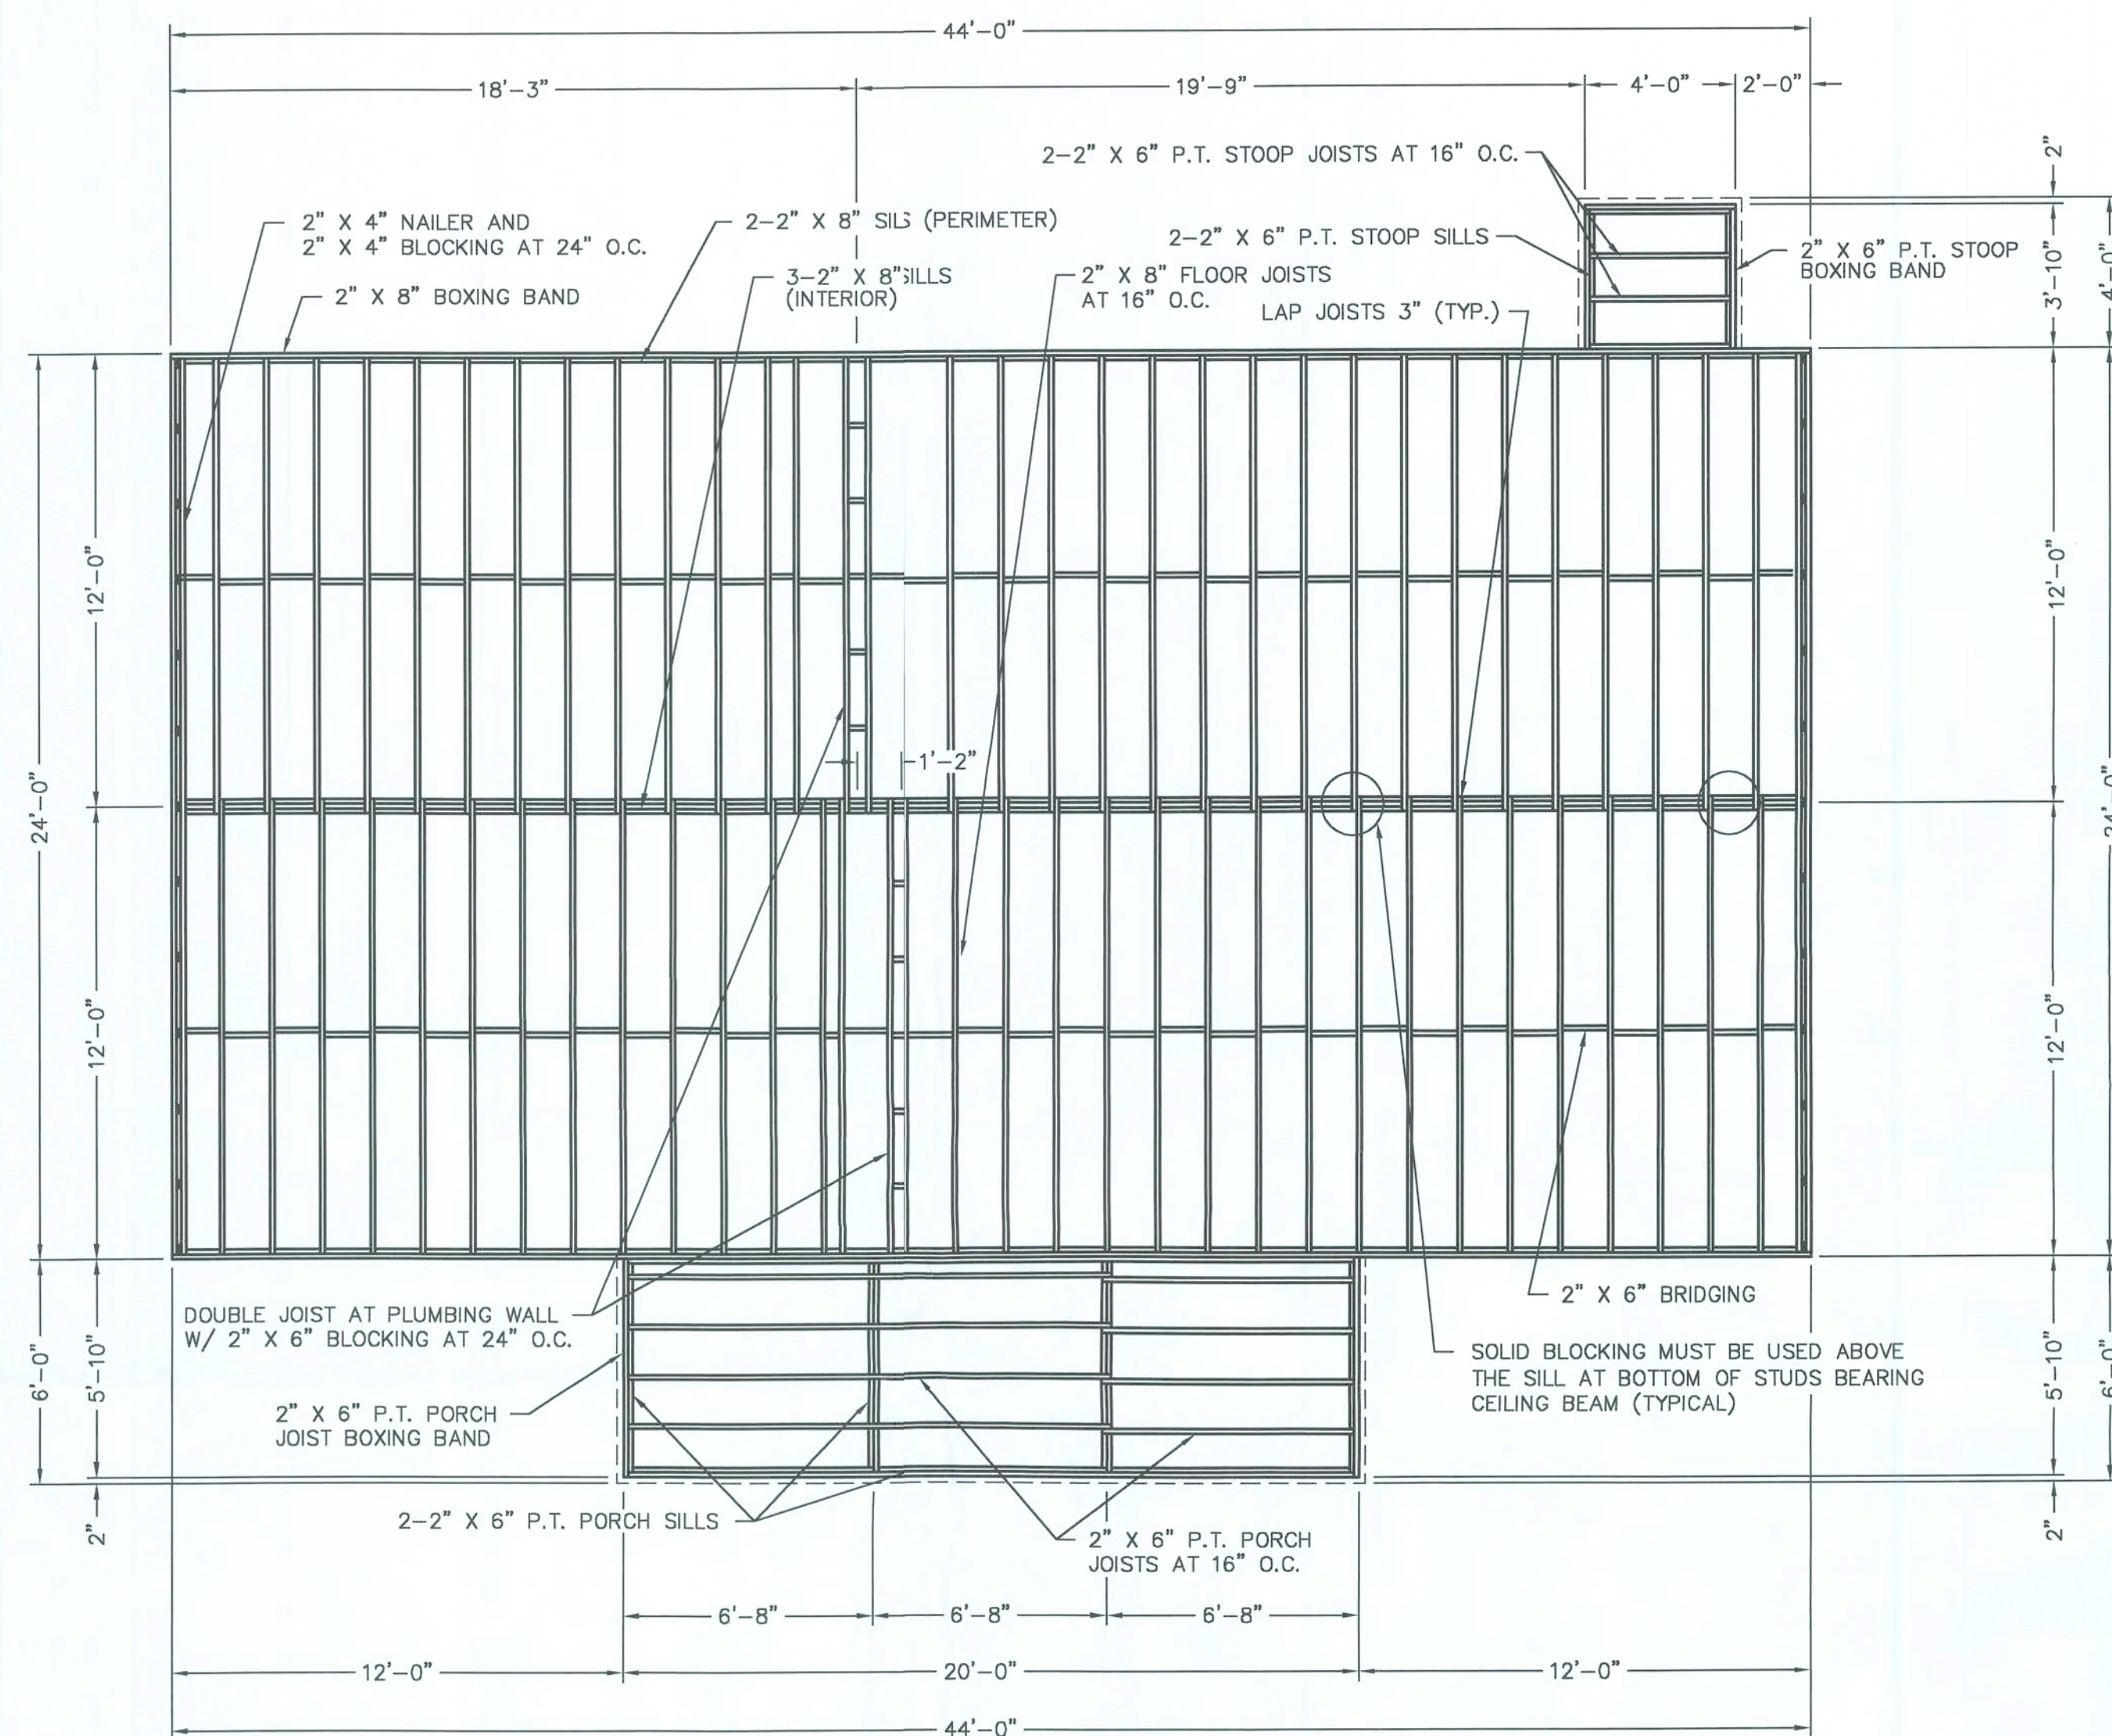 44'-0"
18'-3"
19'-9"
4'-0"
2'-0"
2-2" X 6" P.T. STOOP JOISTS AT 16" O.C.
2"
2" X 4" NAILER AND
2" X 4" BLOCKING AT 24" O.C.
2-2" X 8" SILS (PERIMETER)
2-2" X 6" P.T. STOOP SILLS
2" X 6" P.T. STOOP
BOXING BAND
3'-10"
4'-0"
2" X 8" BOXING BAND
3-2" X 8" SILLS
(INTERIOR)
2" X 8" FLOOR JOISTS
AT 16" O.C.
LAP JOISTS 3" (TYP.)
12'-0"
12'-0"
1'-2"
24'-0"
24'-0"
12'-0"
12'-0"
DOUBLE JOIST AT PLUMBING WALL
W/ 2" X 6" BLOCKING AT 24" O.C.
2" X 6" BRIDGING
SOLID BLOCKING MUST BE USED ABOVE
THE SILL AT BOTTOM OF STUDS BEARING
CEILING BEAM (TYPICAL)
6'-0"
5'-10"
5'-10"
6'-0"
2" X 6" P.T. PORCH
JOIST BOXING BAND
2-2" X 6" P.T. PORCH SILLS
2"
2"
2" X 6" P.T. PORCH
JOISTS AT 16" O.C.
6'-8"
6'-8"
6'-8"
12'-0"
20'-0"
12'-0"
44'-0"